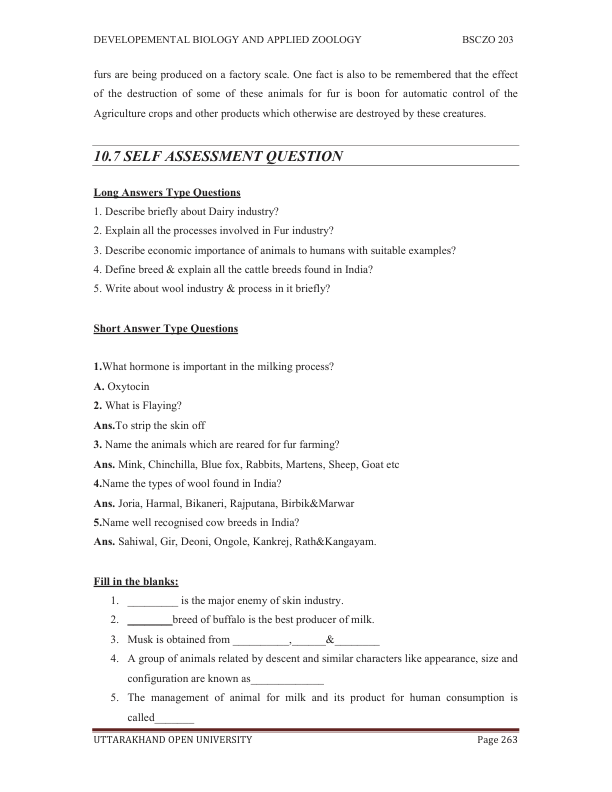 DEVELOPEMENTAL BIOLOGY AND APPLIED ZOOLOGY BSCZO 203
furs are being produced on a factory scale. One fact is also to be remembered that the effect
of the destruction of some of these animals for fur is boon for automatic control of the
Agriculture crops and other products which otherwise are destroyed by these creatures.
10.7 SELF ASSESSMENT QUESTION
Long Answers Type Questions
1. Describe briefly about Dairy industry?
2. Explain all the processes involved in Fur industry?
3. Describe economic importance of animals to humans with suitable examples?
4. Define breed & explain all the cattle breeds found in India?
5. Write about wool industry & process in it briefly?
Short Answer Type Questions
1.What hormone is important in the milking process?
A. Oxytocin
2. What is Flaying?
Ans.To strip the skin off
3. Name the animals which are reared for fur farming?
Ans. Mink, Chinchilla, Blue fox, Rabbits, Martens, Sheep, Goat etc
4.Name the types of wool found in India?
Ans. Joria, Harmal, Bikaneri, Rajputana, Birbik&Marwar
5.Name well recognised cow breeds in India?
Ans. Sahiwal, Gir, Deoni, Ongole, Kankrej, Rath&Kangayam.
Fill in the blanks:
1. _________ is the major enemy of skin industry.
2. ________breed of buffalo is the best producer of milk.
3. Musk is obtained from __________,______&________
4. A group of animals related by descent and similar characters like appearance, size and
configuration are known as_____________
5. The management of animal for milk and its product for human consumption is
called_______
UTTARAKHAND OPEN UNIVERSITY Page 263